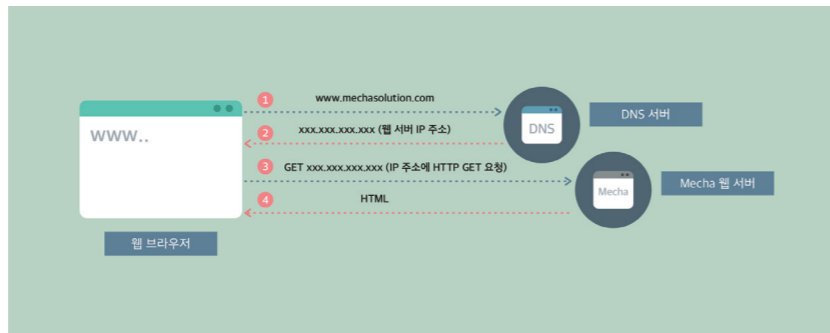 1
www.mechasolution.com
2
xxx.xxx.xxx.xxx (웹 서버 IP 주소)
DNS
DNS 서버
www..
3
GET xxx.xxx.xxx.xxx (IP 주소에 HTTP GET 요청)
4
HTML
Mecha
Mecha 웹 서버
웹 브라우저